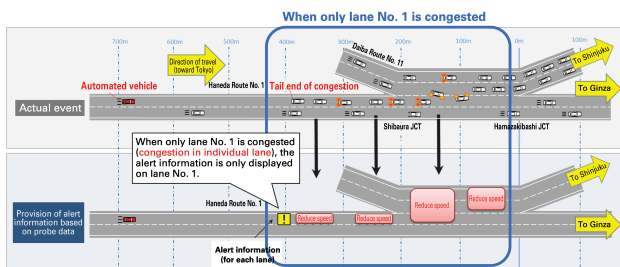 When only lane No. 1 is congested
700m
600m
500m
400m
300m
200m
100m
0m
100m
Daiba Route No. 11
To Shinjuku
Direction of travel
(toward Tokyo)
Haneda Route No. 1
Automated vehicle
Tail end of congestion
To Ginza
Actual event
Shibaura JCT
Hamazakibashi JCT
When only lane No. 1 is congested
(congestion in individual lane), the
alert information is only displayed
on lane No. 1.
To Shinjuku
Haneda Route No. 1
Reduce speed
Reduce speed
Provision of alert
information based
on probe data
!
Reduce speed
Reduce speed
To Ginza
Alert information
(for each lane)